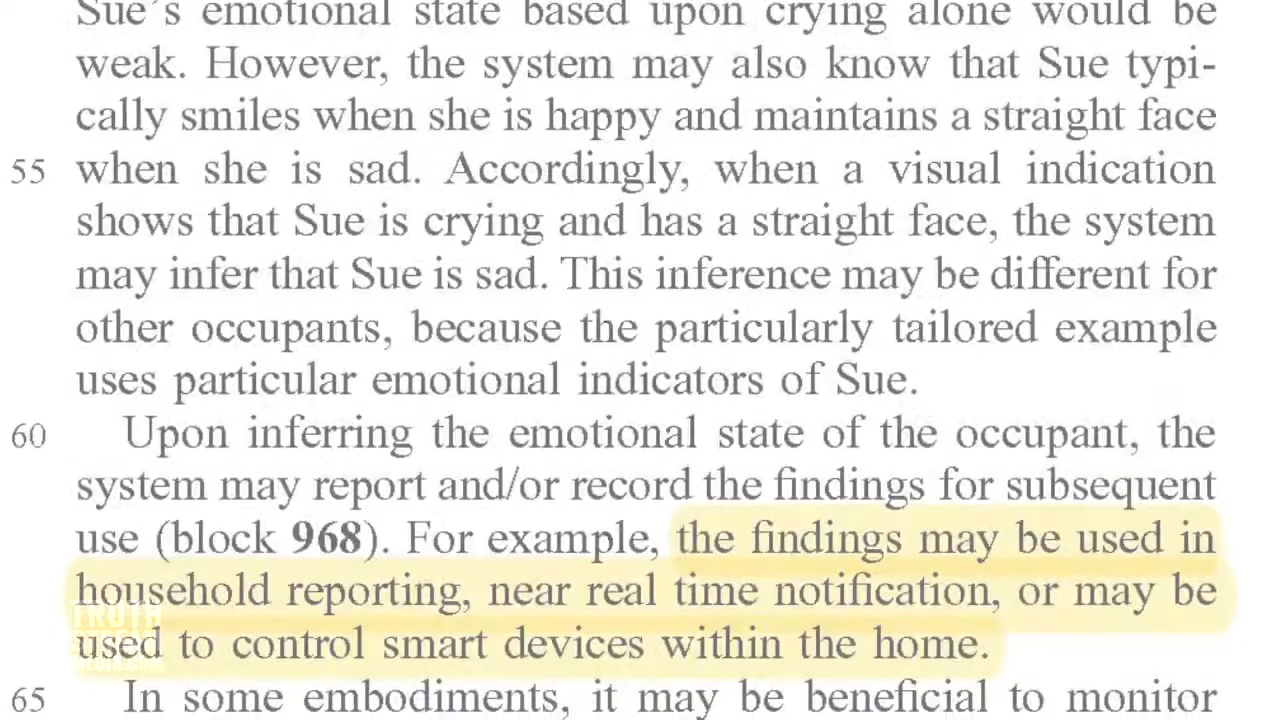 Sue's emotional state based upon crying alone would be
weak. However, the system may also know that Sue typi-
cally smiles when she is happy and maintains a straight face
55 when she is sad. Accordingly, when a visual indication
shows that Sue is crying and has a straight face, the system
may infer that Sue is sad. This inference may be different for
other occupants, because the particularly tailored example
uses particular emotional indicators of Sue.
60 Upon inferring the emotional state of the occupant, the
system may report and/or record the findings for subsequent
use (block 968). For example, the findings may be used in
household reporting, near real time notification, or may be
used to control smart devices within the home.
65 In some embodiments, it may be beneficial to monitor
TRUTH
STREAM
MEDIA.COM